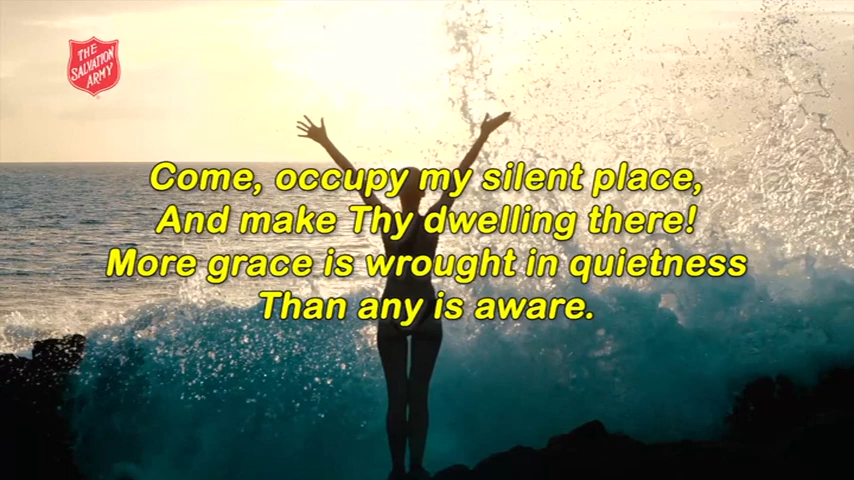 THE
SALVATION
ARMY
Come, occupy my silent place,
And make Thy dwelling there!
More grace is wrought in quietness
Than any is aware.